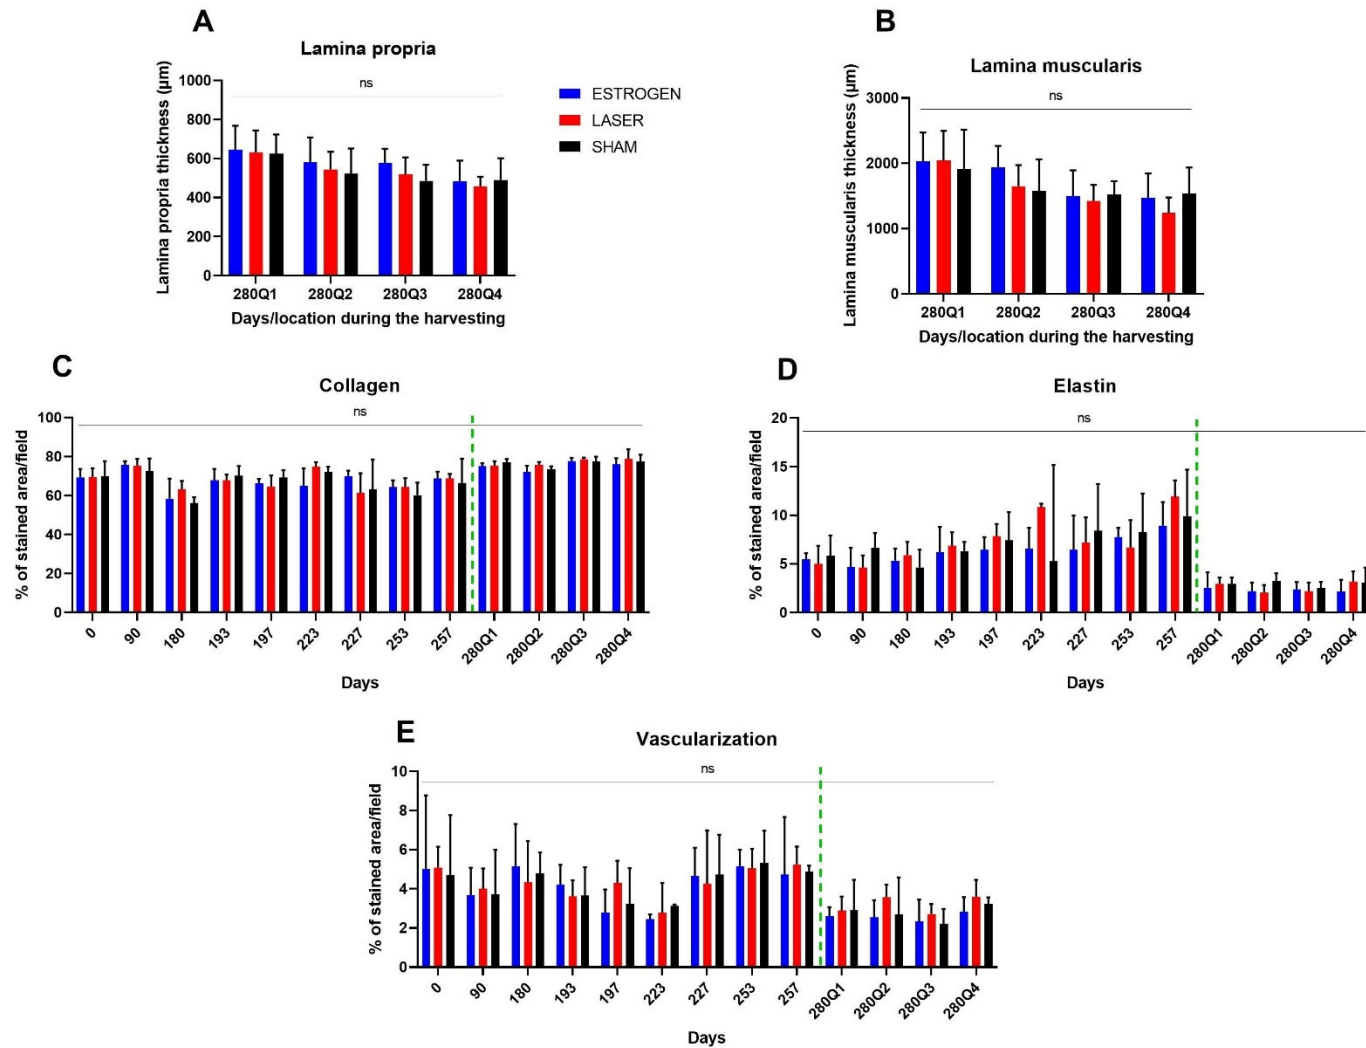 A
Lamina propria
ns
Lamina propria thickness (µm)
1000
800
600
400
200
0
280Q1 280Q2 280Q3 280Q4
Days/location during the harvesting
ESTROGEN
LASER
SHAM
B
Lamina muscularis
ns
Lamina muscularis thickness (µm)
3000
2000
1000
0
280Q1 280Q2 280Q3 280Q4
Days/location during the harvesting
C
Collagen
ns
% of stained area/field
100
80
60
40
20
0
0 90 180 193 197 223 227 253 257 280Q1 280Q2 280Q3 280Q4
Days
D
Elastin
ns
% of stained area/field
20
15
10
5
0
0 90 180 193 197 223 227 253 257 280Q1 280Q2 280Q3 280Q4
Days
E
Vascularization
ns
% of stained area/field
10
8
6
4
2
0
0 90 180 193 197 223 227 253 257 280Q1 280Q2 280Q3 280Q4
Days